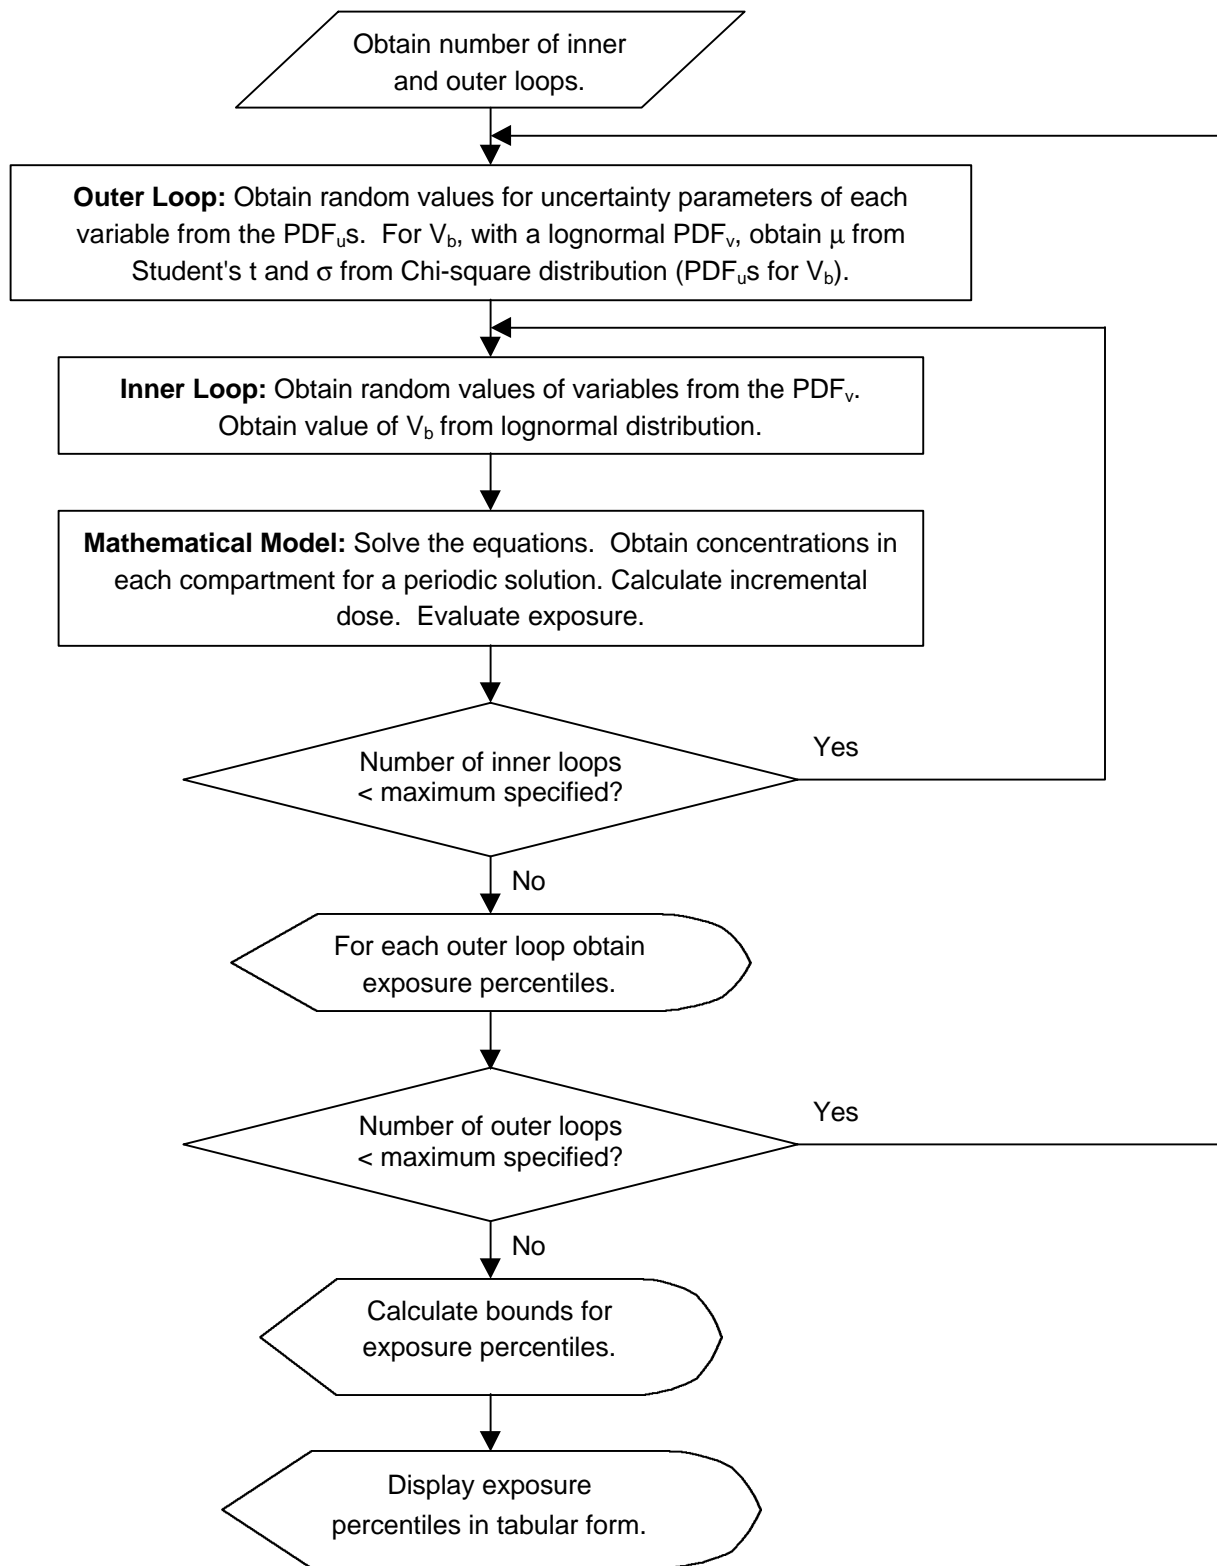 Obtain number of inner
and outer loops.
Outer Loop: Obtain random values for uncertainty parameters of each
variable from the PDFus. For Vb, with a lognormal PDFv, obtain μ from
Student's t and σ from Chi-square distribution (PDFus for Vb).
Inner Loop: Obtain random values of variables from the PDFv.
Obtain value of Vb from lognormal distribution.
Mathematical Model: Solve the equations. Obtain concentrations in
each compartment for a periodic solution. Calculate incremental
dose. Evaluate exposure.
Yes
Number of inner loops
< maximum specified?
No
For each outer loop obtain
exposure percentiles.
Yes
Number of outer loops
< maximum specified?
No
Calculate bounds for
exposure percentiles.
Display exposure
percentiles in tabular form.